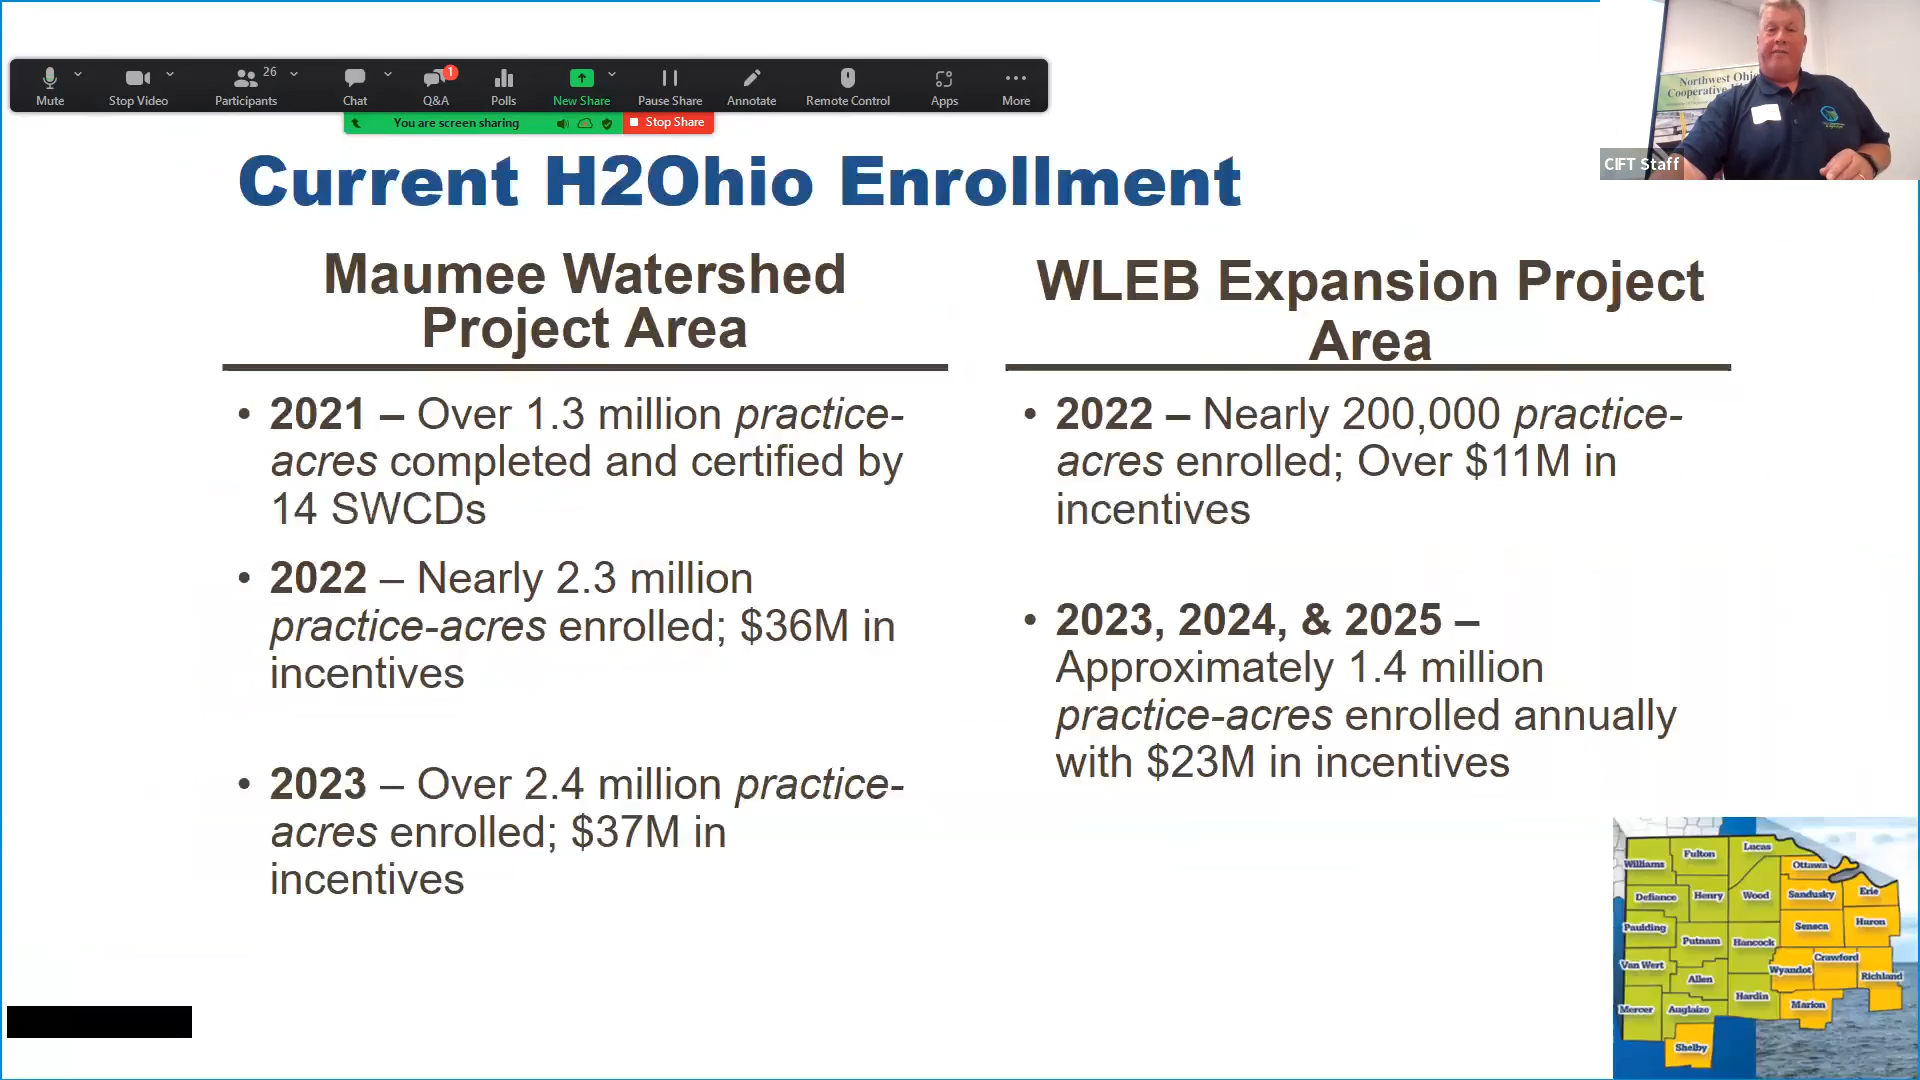 Mute
Stop Video
26
Participants
Chat
1
Q&A
Polls
New Share
Pause Share
Annotate
Remote Control
Apps
More
You are screen sharing
Stop Share
Northwest
Cooperative
CIFT Staff
Current H2Ohio Enrollment
Maumee Watershed
Project Area
• 2021 – Over 1.3 million practice-
acres completed and certified by
14 SWCDs
• 2022 – Nearly 2.3 million
practice-acres enrolled; $36M in
incentives
• 2023 – Over 2.4 million practice-
acres enrolled; $37M in
incentives
WLEB Expansion Project
Area
• 2022 – Nearly 200,000 practice-
acres enrolled; Over $11M in
incentives
• 2023, 2024, & 2025 –
Approximately 1.4 million
practice-acres enrolled annually
with $23M in incentives
Williams
Fulton
Lucas
Ottawa
Defiance
Henry
Wood
Sandusky
Erie
Paulding
Putnam
Hancock
Seneca
Huron
Van Wert
Allen
Wyandot
Crawford
Richland
Mercer
Auglaize
Hardin
Marion
Shelby